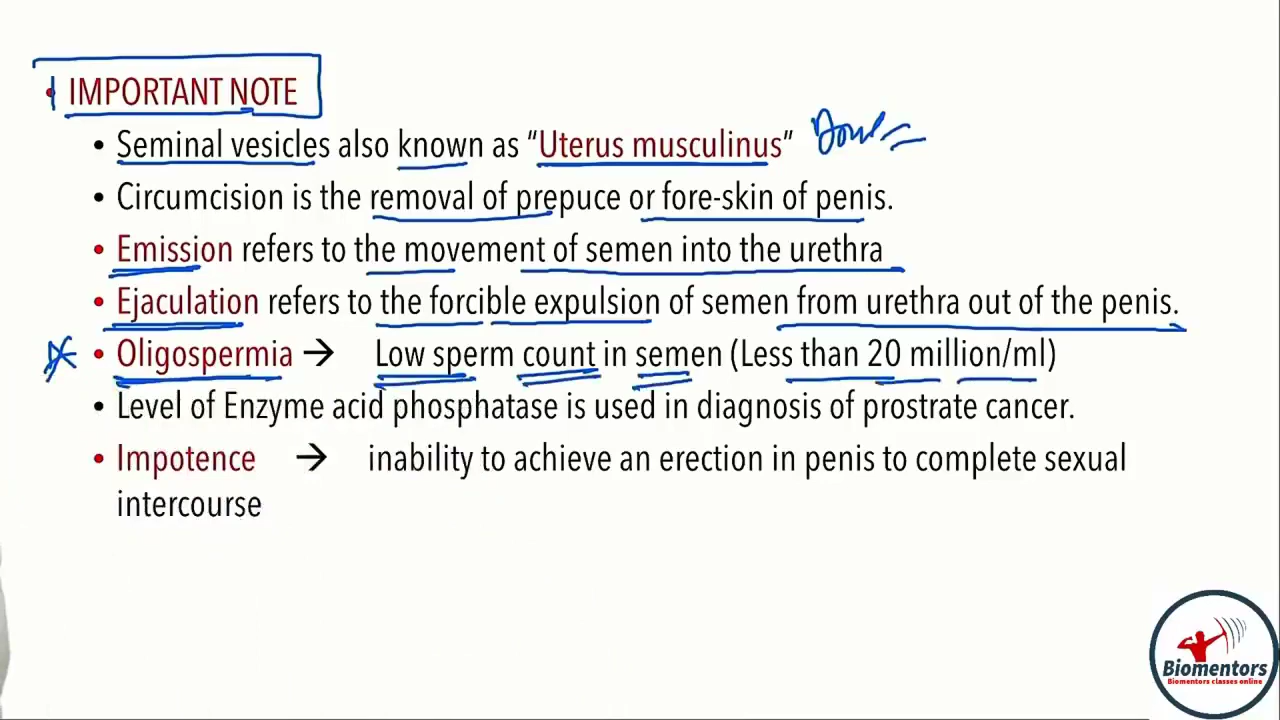 • IMPORTANT NOTE
• Seminal vesicles also known as “Uterus musculinus” Done
• Circumcision is the removal of prepuce or fore-skin of penis.
• Emission refers to the movement of semen into the urethra
• Ejaculation refers to the forcible expulsion of semen from urethra out of the penis.
• Oligospermia → Low sperm count in semen (Less than 20 million/ml)
• Level of Enzyme acid phosphatase is used in diagnosis of prostrate cancer.
• Impotence → inability to achieve an erection in penis to complete sexual
intercourse
Biomentors
Biomentors classes online